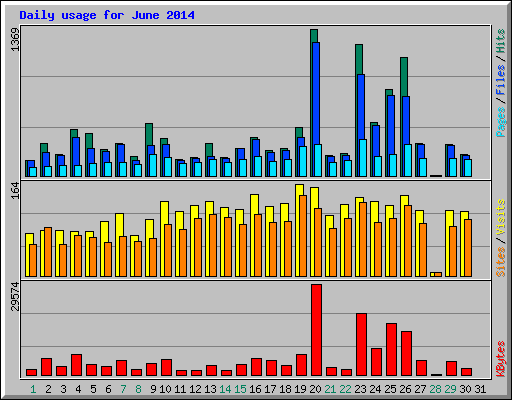 Daily usage for June 2014
1369
Pages / Files / Hits
164
Sites / Visits
29574
KBytes
1 2 3 4 5 6 7 8 9 10 11 12 13 14 15 16 17 18 19 20 21 22 23 24 25 26 27 28 29 30 31